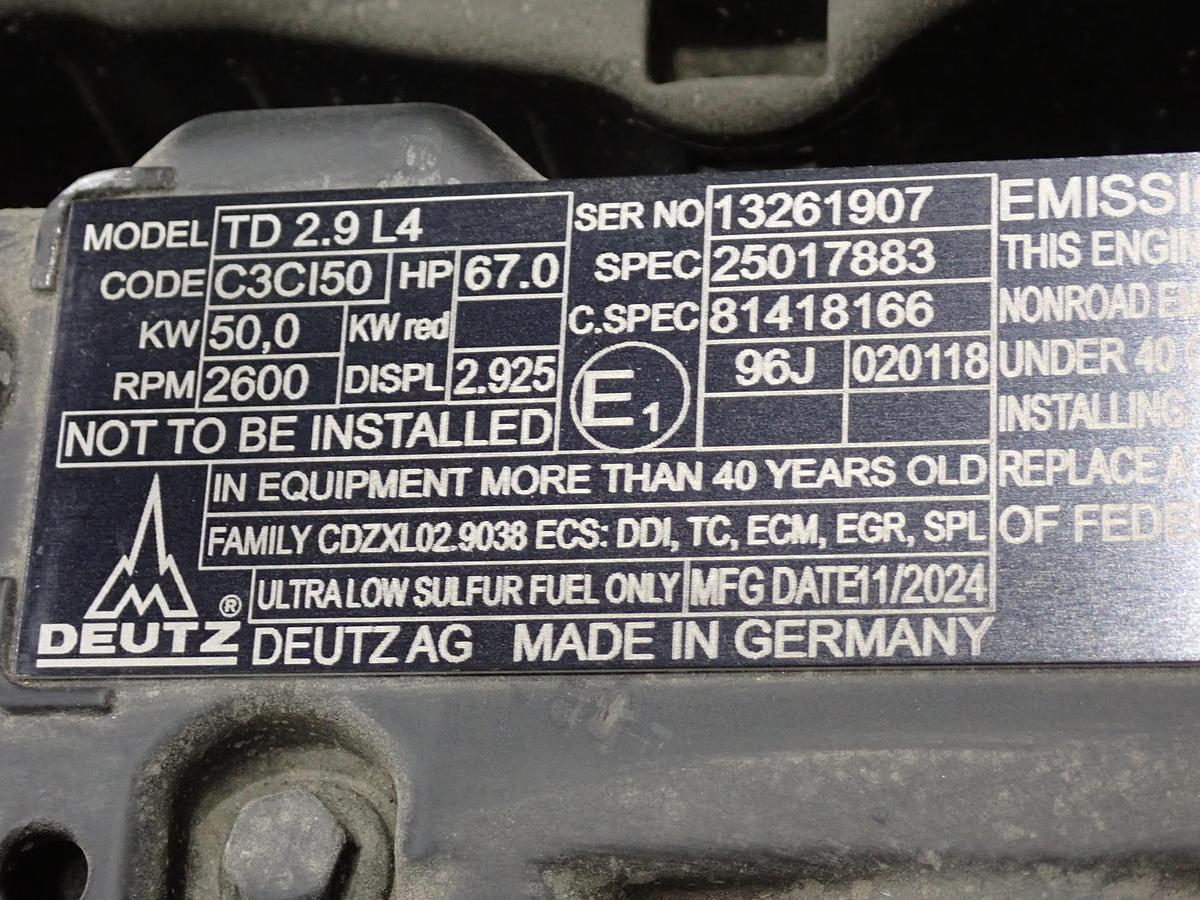 MODEL TD 2.9 L4 SER NO 13261907
CODE C3CI50 HP 67.0 SPEC 25017883
KW 50,0 KW red C.SPEC 81418166
RPM 2600 DISPL 2.925 E1 96J 020118
NOT TO BE INSTALLED
IN EQUIPMENT MORE THAN 40 YEARS OLD
FAMILY CDZXL02.9038 ECS: DDI, TC, ECM, EGR, SPL
ULTRA LOW SULFUR FUEL ONLY MFG DATE 11/2024
DEUTZ ® DEUTZ AG MADE IN GERMANY
EMISSI
THIS ENGIN
NONROAD E
UNDER 40
INSTALLING
REPLACE A
OF FEDE